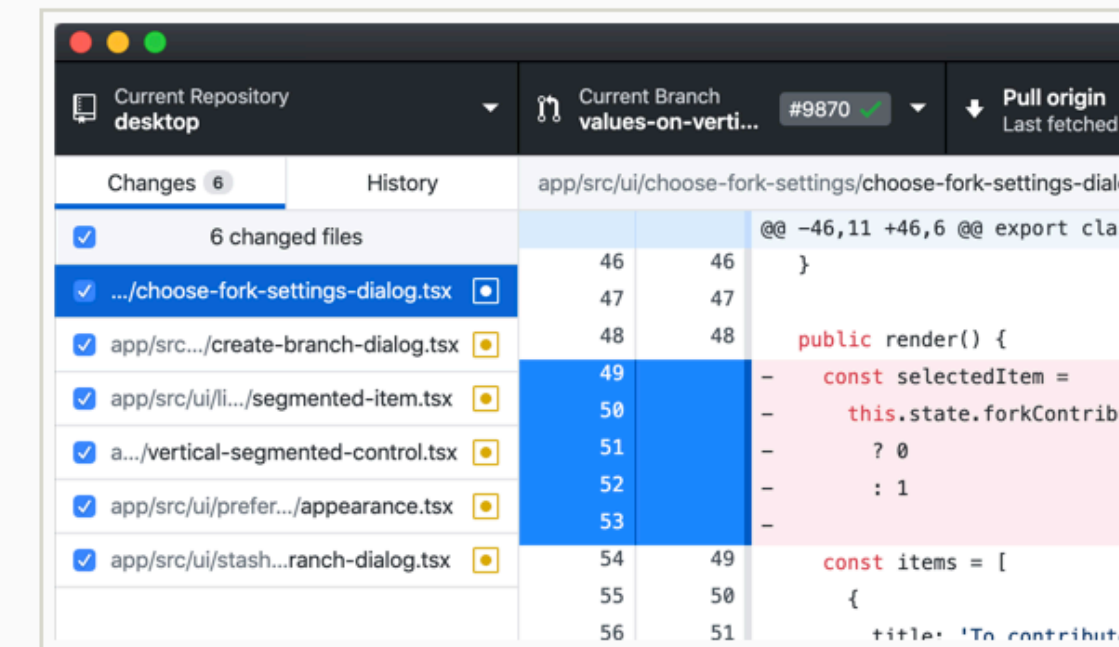 Current Repository
desktop
Current Branch
values-on-verti...
#9870
Pull origin
Last fetched
Changes 6
History
app/src/ui/choose-fork-settings/choose-fork-settings-dial
6 changed files
.../choose-fork-settings-dialog.tsx
app/src.../create-branch-dialog.tsx
app/src/ui/li.../segmented-item.tsx
a.../vertical-segmented-control.tsx
app/src/ui/prefer.../appearance.tsx
app/src/ui/stash...ranch-dialog.tsx
@@ -46,11 +46,6 @@ export cla
46 46 }
47 47
48 48 public render() {
49 - const selectedItem =
50 - this.state.forkContrib
51 - ? 0
52 - : 1
53 -
54 49 const items = [
55 50 {
56 51 title: 'To contribut